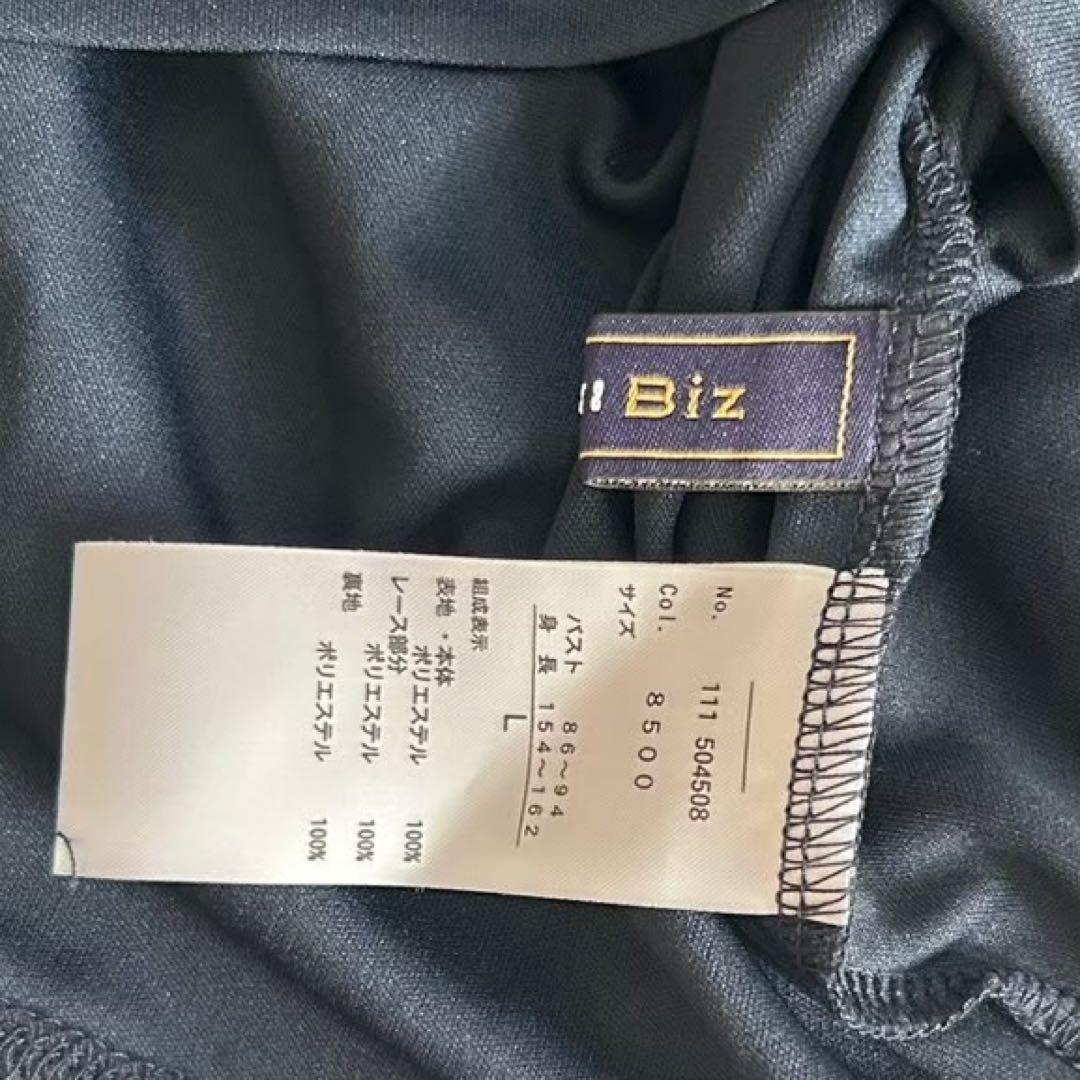 Biz
No. 111 504508
Col. 8500
サイズ
バスト 86～94
身長 154～162
L
組成表示
表地・本体
ポリエステル 100%
レース部分
ポリエステル 100%
裏地
ポリエステル 100%